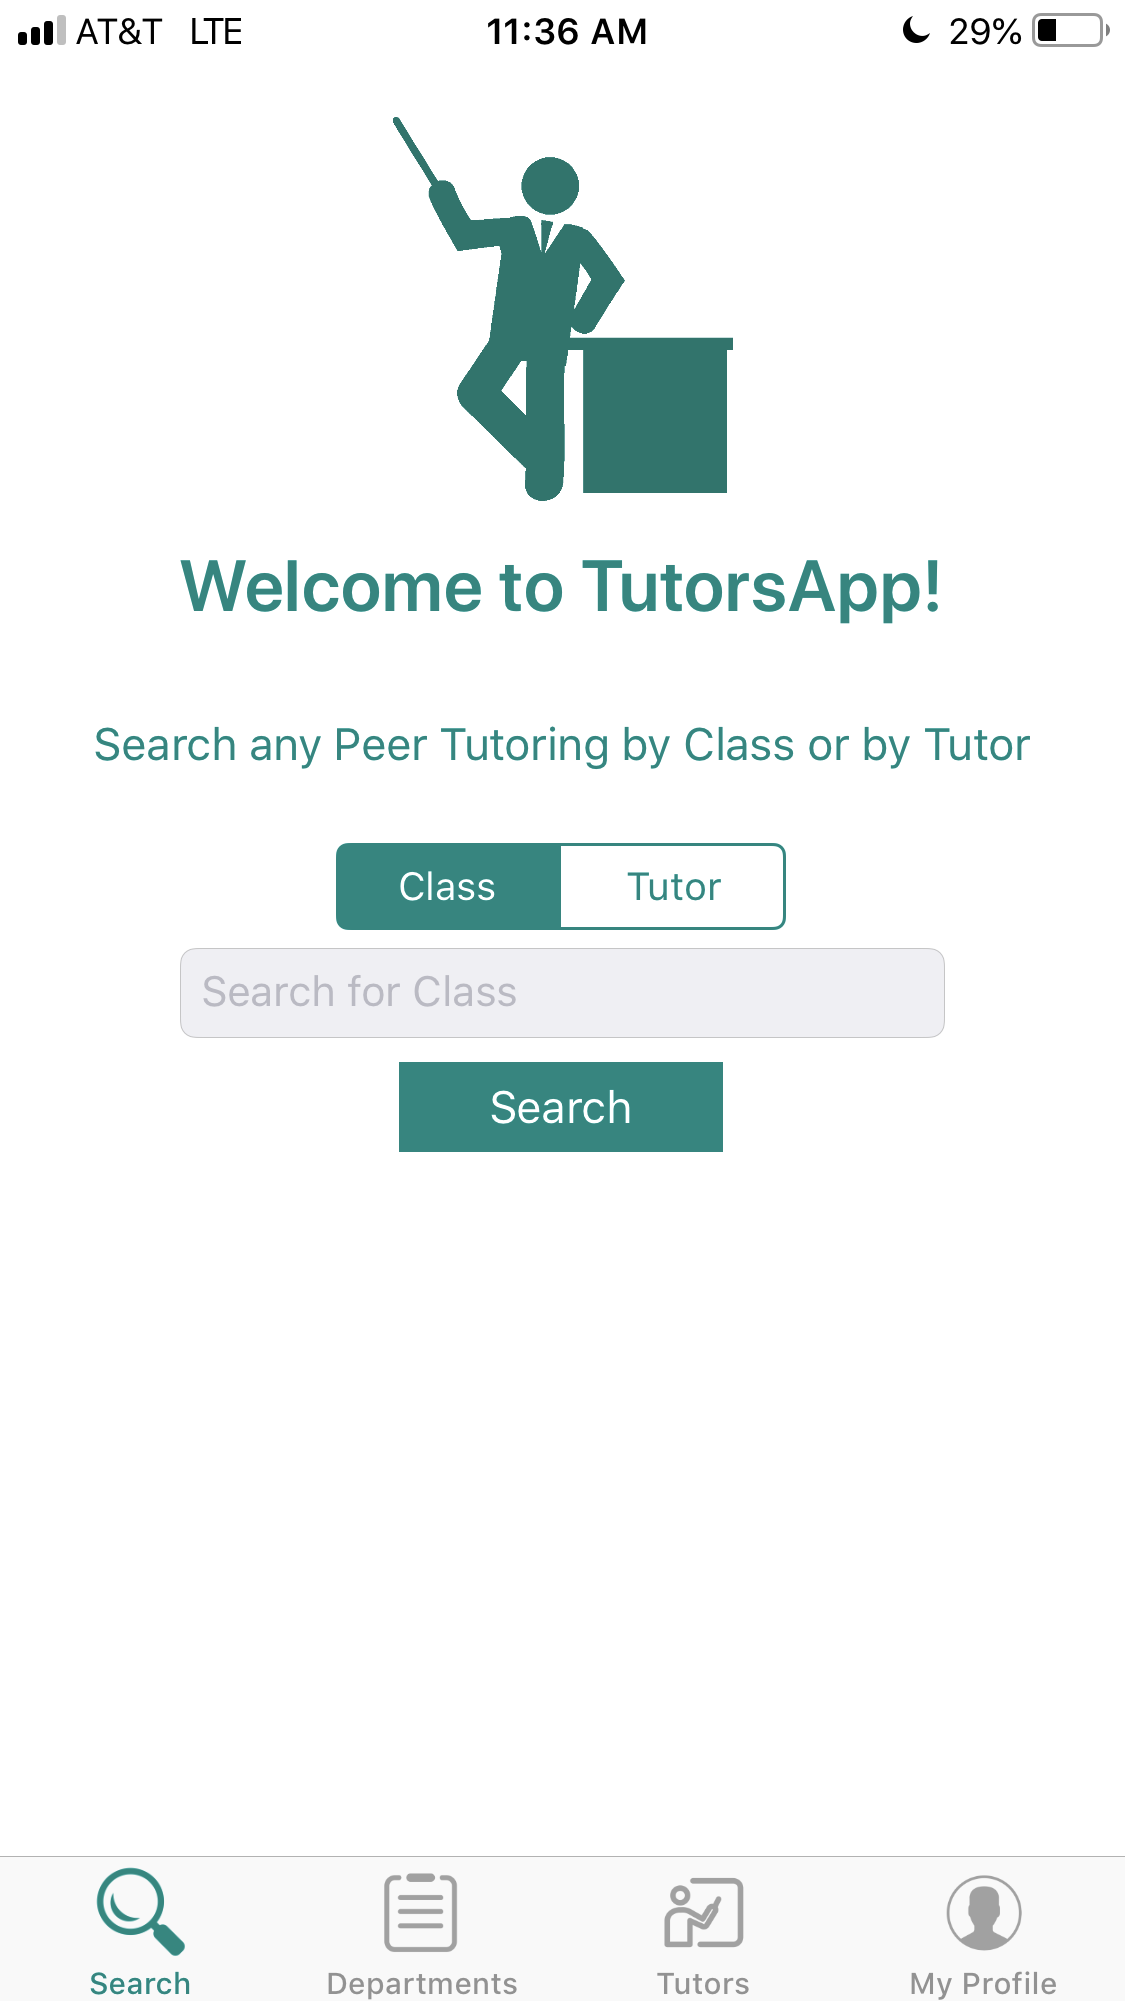 AT&T LTE 11:36 AM 29%
Welcome to TutorsApp!
Search any Peer Tutoring by Class or by Tutor
Class Tutor
Search for Class
Search
Search Departments Tutors My Profile